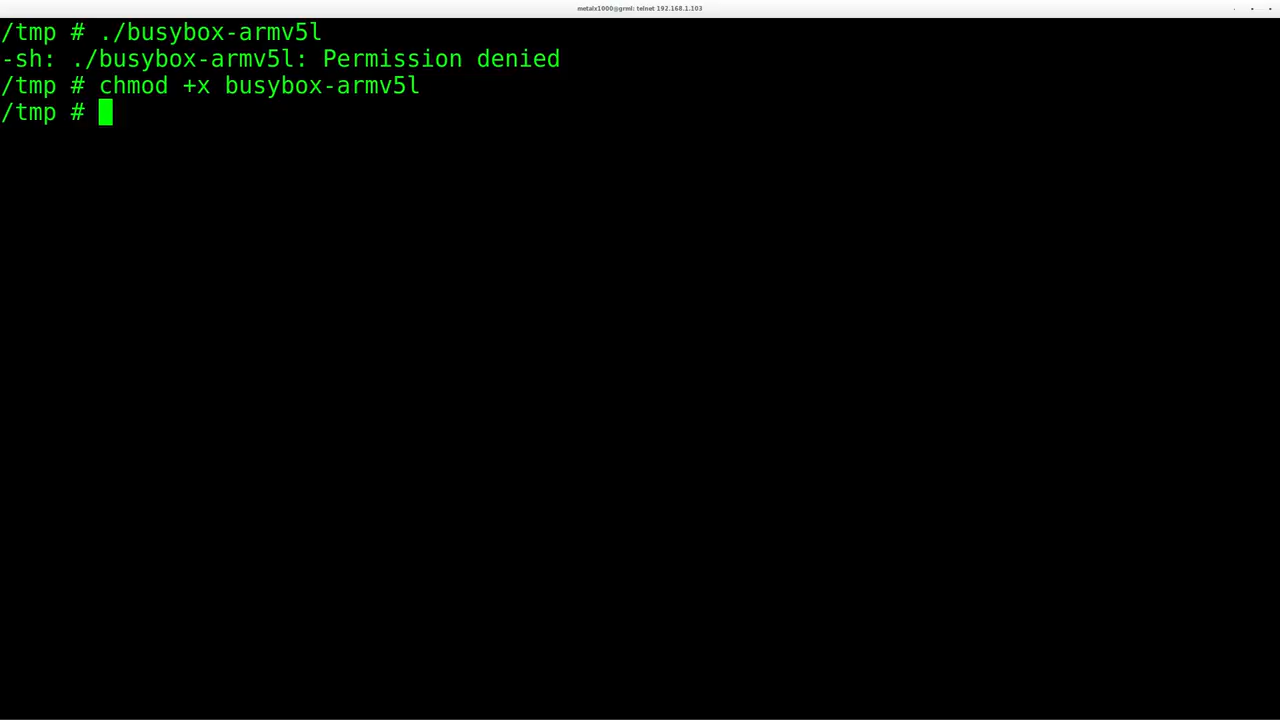 metalx1000@grml: telnet 192.168.1.103
/tmp # ./busybox-armv5l
-sh: ./busybox-armv5l: Permission denied
/tmp # chmod +x busybox-armv5l
/tmp #